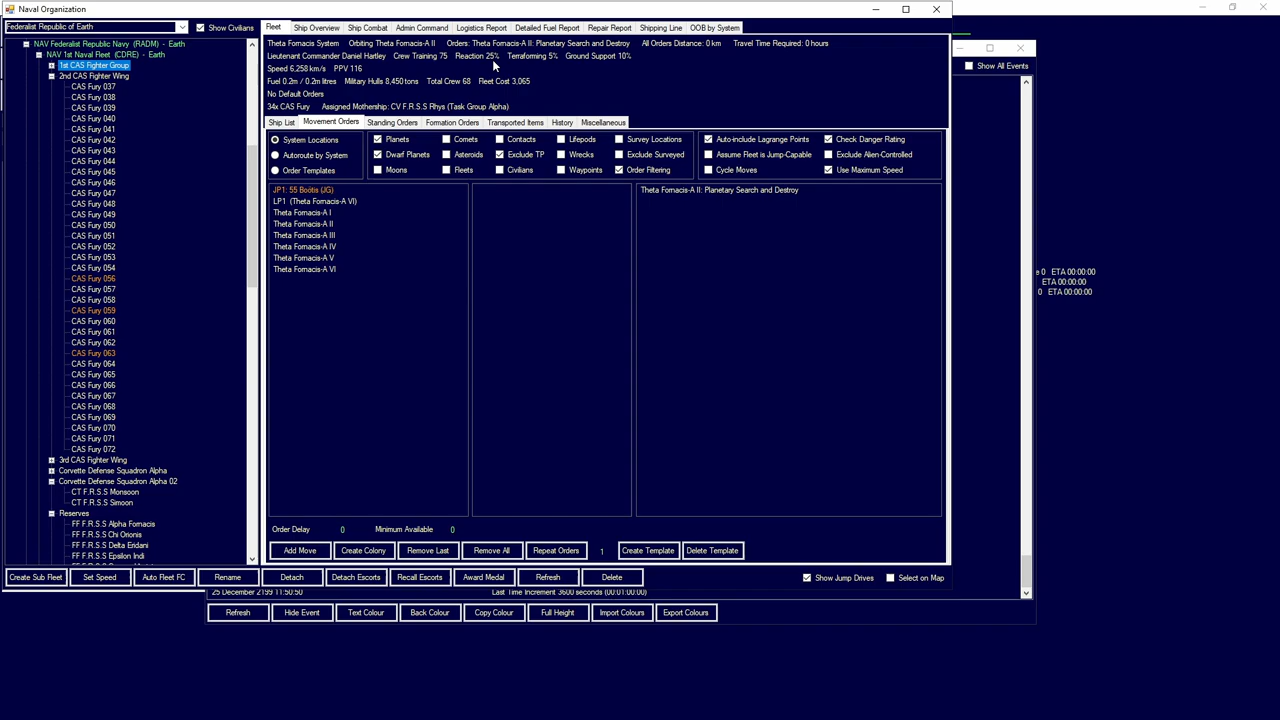 Naval Organization
Federalist Republic of Earth
Show Civilians
NAV Federalist Republic Navy (RADM) - Earth
NAV 1st Naval Fleet (CDRE) - Earth
1st CAS Fighter Group
2nd CAS Fighter Wing
CAS Fury 037
CAS Fury 038
CAS Fury 039
CAS Fury 040
CAS Fury 041
CAS Fury 042
CAS Fury 043
CAS Fury 044
CAS Fury 045
CAS Fury 046
CAS Fury 047
CAS Fury 048
CAS Fury 049
CAS Fury 050
CAS Fury 051
CAS Fury 052
CAS Fury 053
CAS Fury 054
CAS Fury 056
CAS Fury 057
CAS Fury 058
CAS Fury 059
CAS Fury 060
CAS Fury 061
CAS Fury 062
CAS Fury 063
CAS Fury 064
CAS Fury 065
CAS Fury 066
CAS Fury 067
CAS Fury 068
CAS Fury 069
CAS Fury 070
CAS Fury 071
CAS Fury 072
3rd CAS Fighter Wing
Corvette Defense Squadron Alpha
Corvette Defense Squadron Alpha 02
CT F.R.S.S Monsoon
CT F.R.S.S Simoon
Reserves
FF F.R.S.S Alpha Fornacis
FF F.R.S.S Chi Orionis
FF F.R.S.S Delta Eridani
FF F.R.S.S Epsilon Indi
Fleet Ship Overview Ship Combat Admin Command Logistics Report Detailed Fuel Report Repair Report Shipping Line OOB by System
Theta Fornacis System Orbiting Theta Fornacis-A II Orders: Theta Fornacis-A II: Planetary Search and Destroy All Orders Distance: 0 km Travel Time Required: 0 hours
Lieutenant Commander Daniel Hartley Crew Training 75 Reaction 25% Terraforming 5% Ground Support 10%
Speed 6,258 km/s PPV 116
Fuel 0.2m / 0.2m litres Military Hulls 8,450 tons Total Crew 68 Fleet Cost 3,065
No Default Orders
34x CAS Fury Assigned Mothership: CV F.R.S.S Rhys (Task Group Alpha)
Ship List Movement Orders Standing Orders Formation Orders Transported Items History Miscellaneous
System Locations Planets Comets Contacts Lifepods Survey Locations Auto-include Lagrange Points Check Danger Rating
Autoroute by System Dwarf Planets Asteroids Exclude TP Wrecks Exclude Surveyed Assume Fleet is Jump-Capable Exclude Alien-Controlled
Order Templates Moons Fleets Civilians Waypoints Order Filtering Cycle Moves Use Maximum Speed
JP1: 55 Boötis (JG)
LP1 (Theta Fornacis-A VI)
Theta Fornacis-A I
Theta Fornacis-A II
Theta Fornacis-A III
Theta Fornacis-A IV
Theta Fornacis-A V
Theta Fornacis-A VI
Theta Fornacis-A II: Planetary Search and Destroy
Order Delay 0 Minimum Available 0
Add Move Create Colony Remove Last Remove All Repeat Orders 1 Create Template Delete Template
Create Sub Fleet Set Speed Auto Fleet FC Rename Detach Detach Escorts Recall Escorts Award Medal Refresh Delete Show Jump Drives Select on Map
25 December 2199 11:50:50 Last Time Increment 3600 seconds (00:01:00:00)
Refresh Hide Event Text Colour Back Colour Copy Colour Full Height Import Colours Export Colours
Show All Events
e 0 ETA 00:00:00
ETA 00:00:00
0 ETA 00:00:00